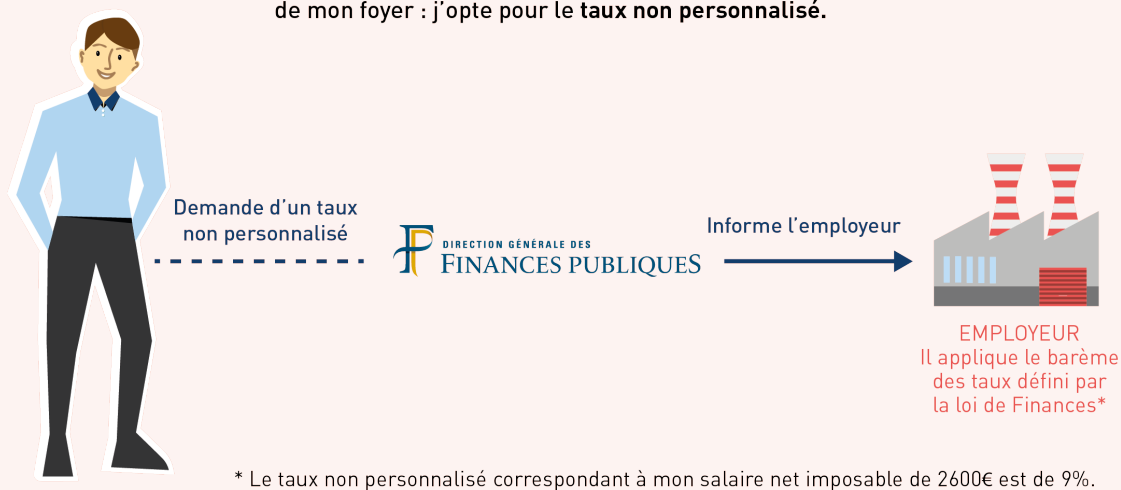 de mon foyer : j’opte pour le taux non personnalisé.
Demande d’un taux
non personnalisé
DIRECTION GÉNÉRALE DES
FINANCES PUBLIQUES
Informe l’employeur
EMPLOYEUR
Il applique le barème
des taux défini par
la loi de Finances*
* Le taux non personnalisé correspondant à mon salaire net imposable de 2600€ est de 9%.